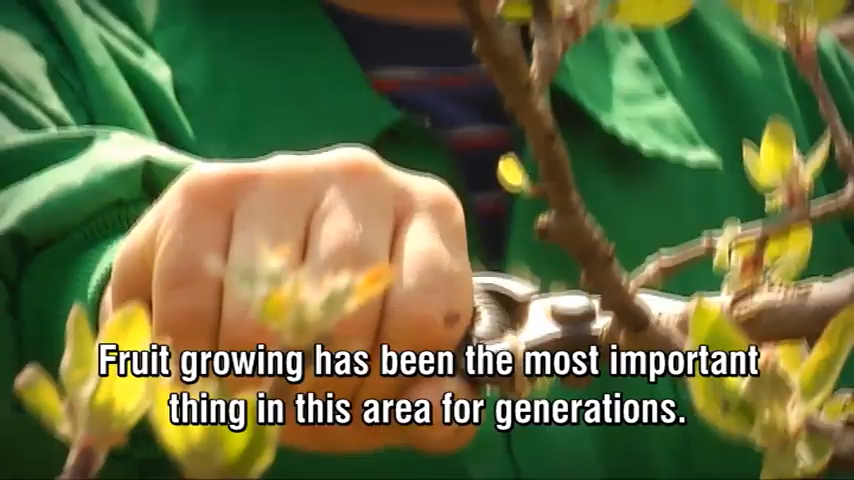 Fruit growing has been the most important
thing in this area for generations.